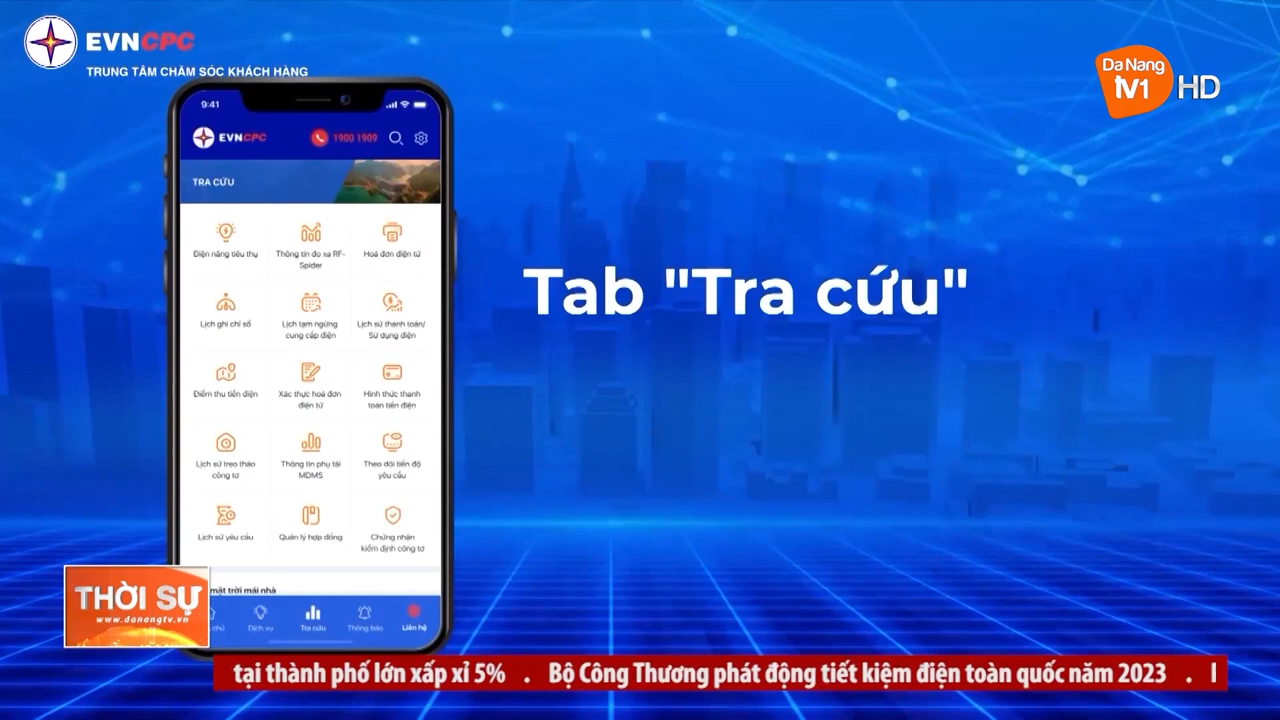 EVNCPC
TRUNG TÂM CHĂM SÓC KHÁCH HÀNG
Da Nang
TV1 HD
9:41
EVNCPC 1900 1909
TRA CỨU
Điện năng tiêu thụ
Thông tin đo xa RF-
Spider
Hoá đơn điện tử
Lịch ghi chỉ số
Lịch tạm ngừng
cung cấp điện
Lịch sử thanh toán/
Sử dụng điện
Điểm thu tiền điện
Xác thực hoá đơn
điện tử
Hình thức thanh
toán tiền điện
Lịch sử treo tháo
công tơ
Thông tin phụ tải
MDMS
Theo dõi tiến độ
yêu cầu
Lịch sử yêu cầu
Quản lý hợp đồng
Chứng nhận
kiểm định công tơ
mặt trời mái nhà
chủ
Dịch vụ
Tra cứu
Thông báo
Liên hệ
Tab "Tra cứu"
THỜI SỰ
www.danangtv.vn
tại thành phố lớn xấp xỉ 5% . Bộ Công Thương phát động tiết kiệm điện toàn quốc năm 2023 .